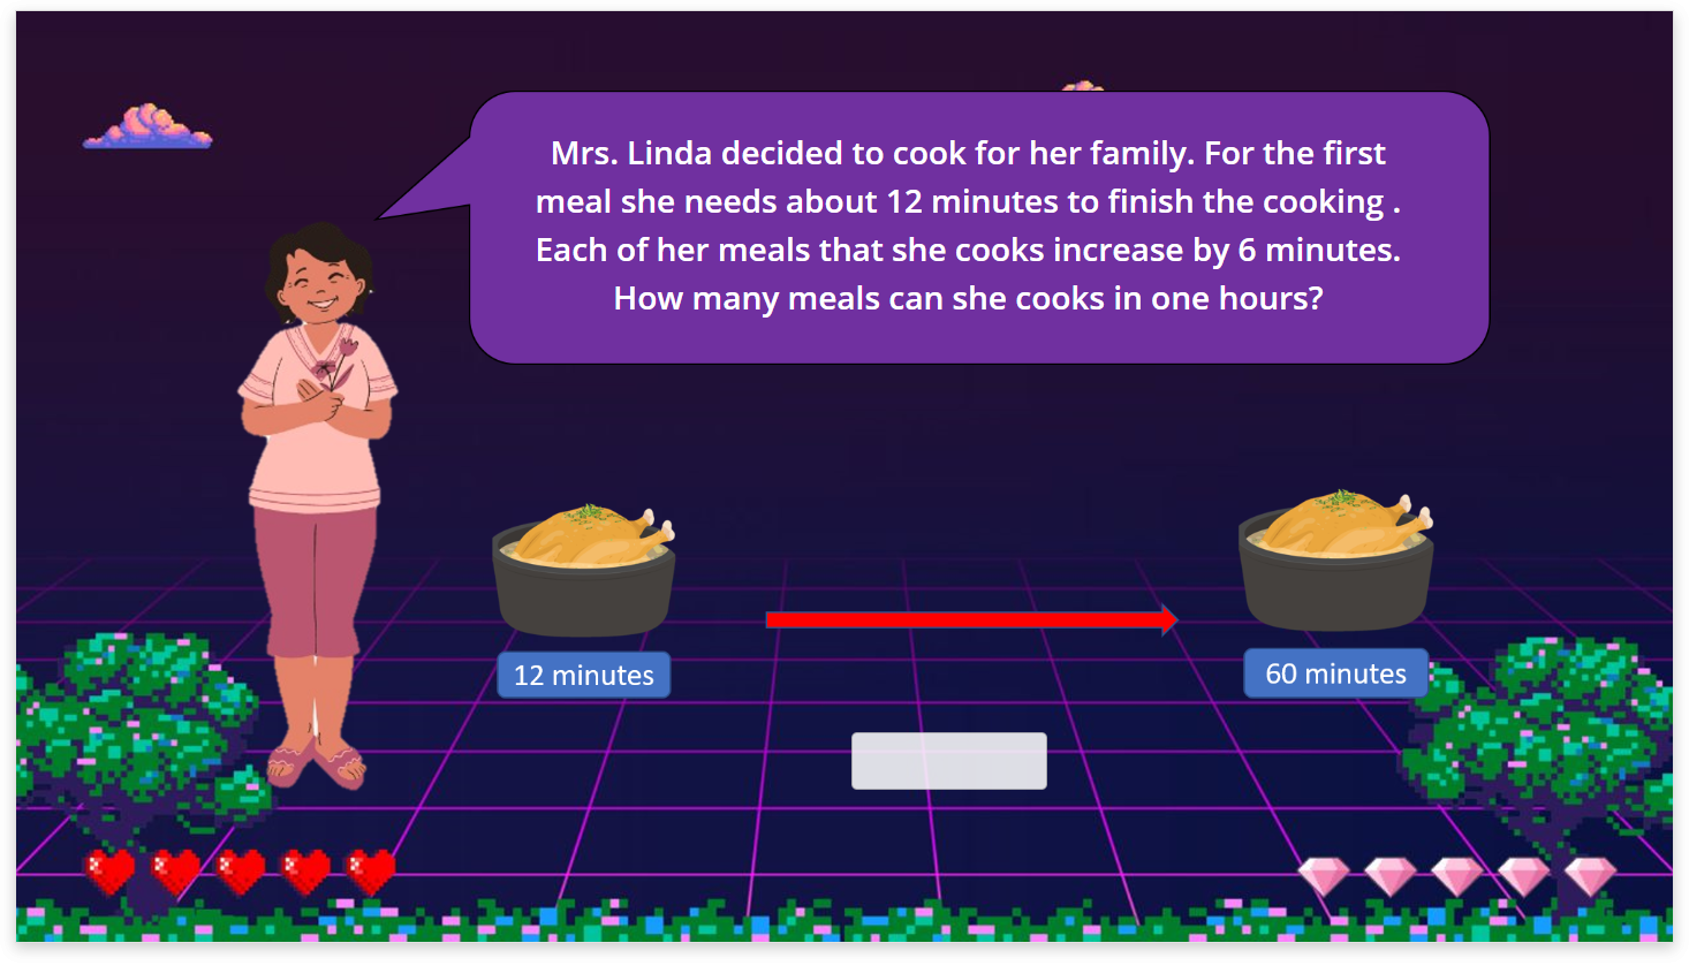 Mrs. Linda decided to cook for her family. For the first
meal she needs about 12 minutes to finish the cooking .
Each of her meals that she cooks increase by 6 minutes.
How many meals can she cooks in one hours?
12 minutes
60 minutes